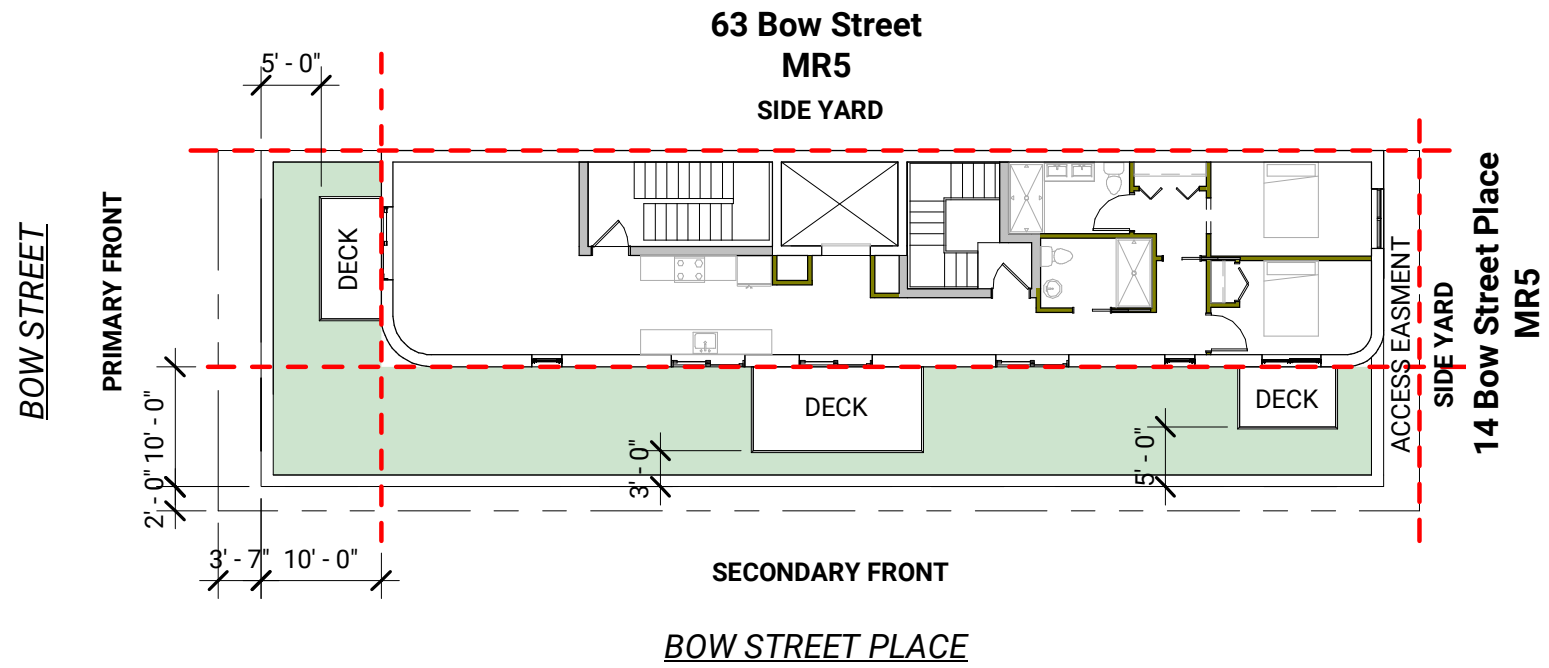 63 Bow Street
MR5
SIDE YARD
5' - 0"
BOW STREET
PRIMARY FRONT
DECK
DECK
DECK
ACCESS EASMENT
SIDE YARD
14 Bow Street Place
MR5
10' - 0"
2' - 0"
3' - 0"
5' - 0"
3' - 7"
10' - 0"
SECONDARY FRONT
BOW STREET PLACE